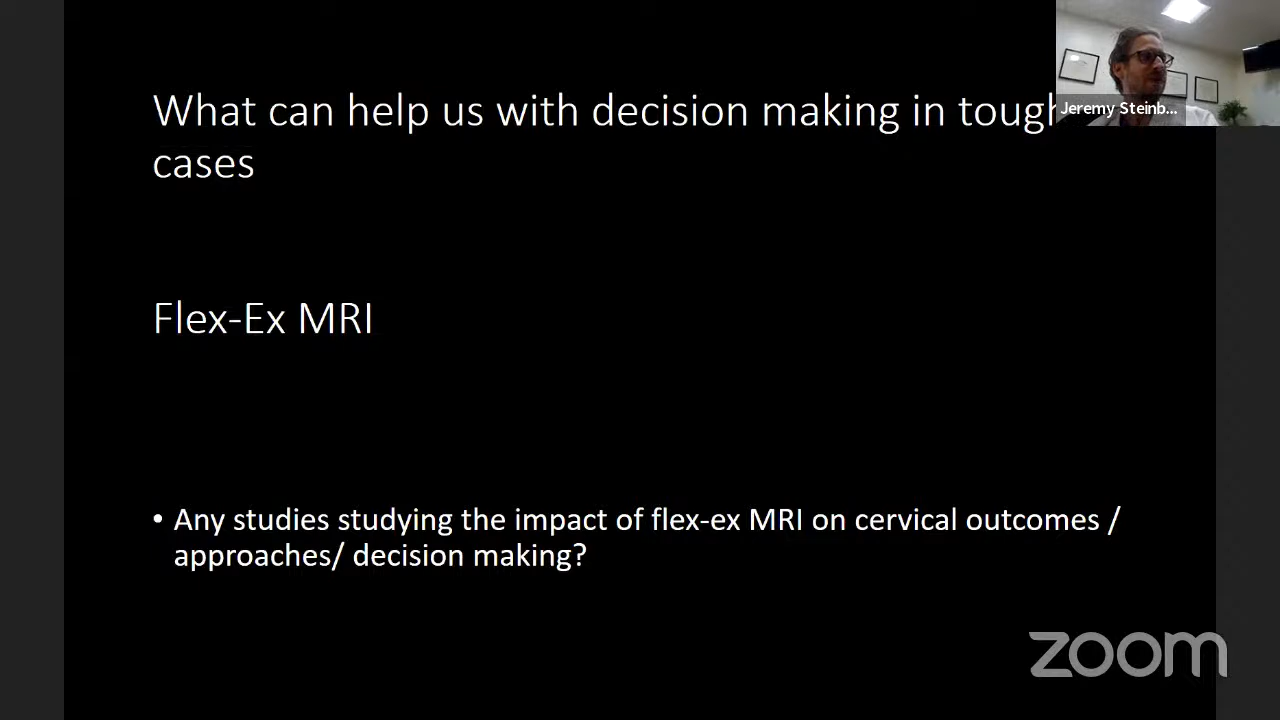 What can help us with decision making in tough
cases
Jeremy Steinb...
Flex-Ex MRI
• Any studies studying the impact of flex-ex MRI on cervical outcomes /
approaches/ decision making?
zoom